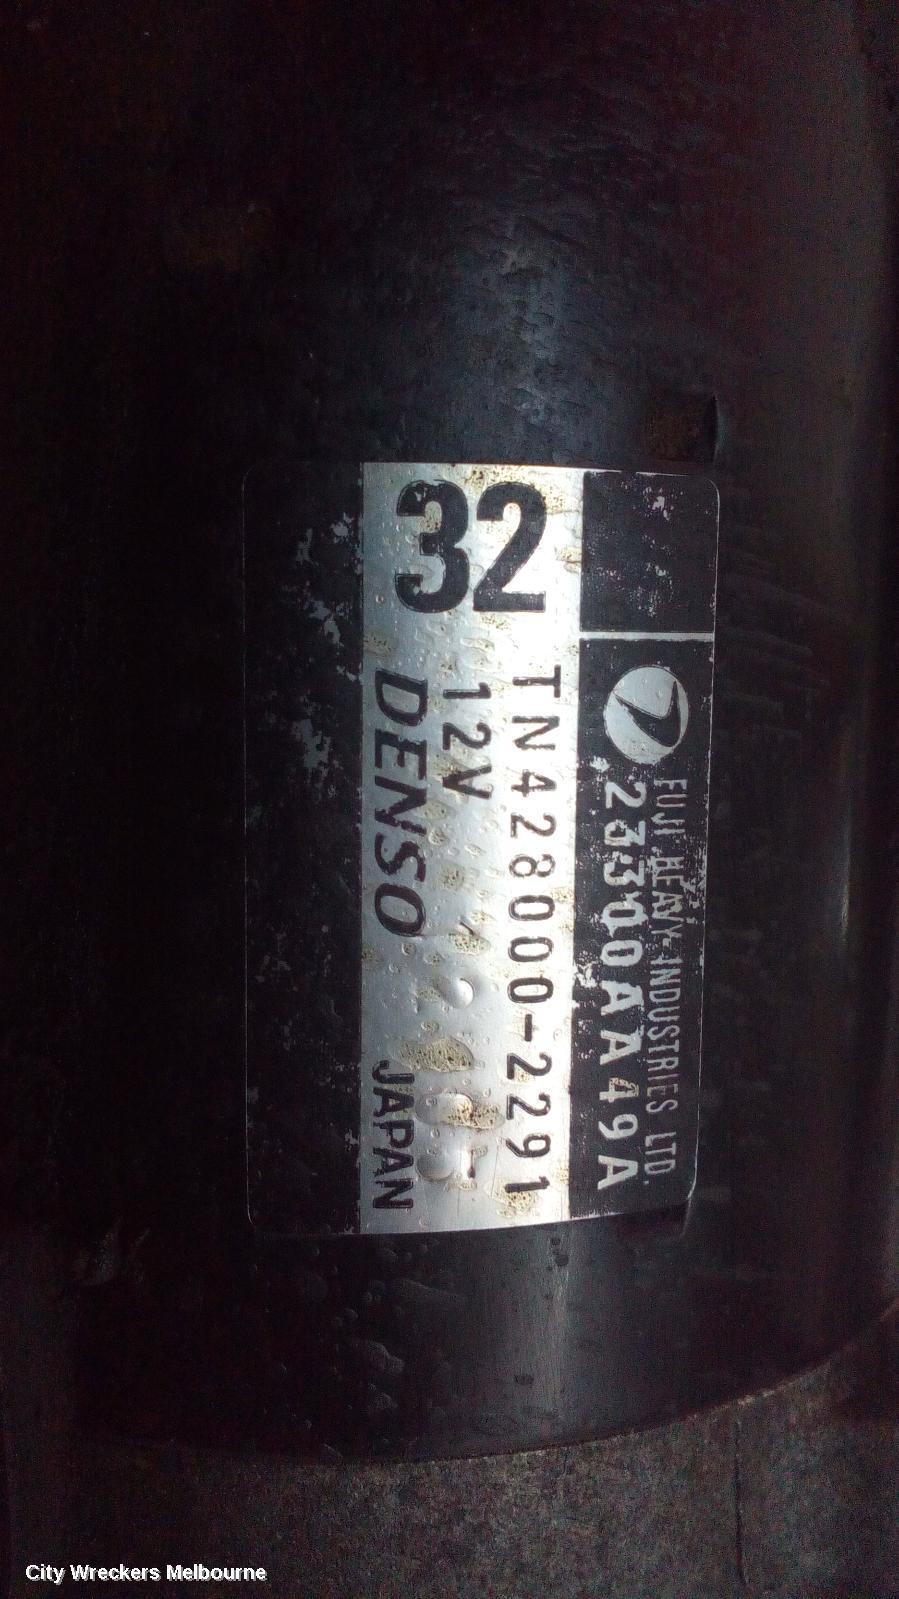 FUJI HEAVY INDUSTRIES LTD.
23300AA49A
32
TN428000-2291
12V
DENSO JAPAN
City Wreckers Melbourne